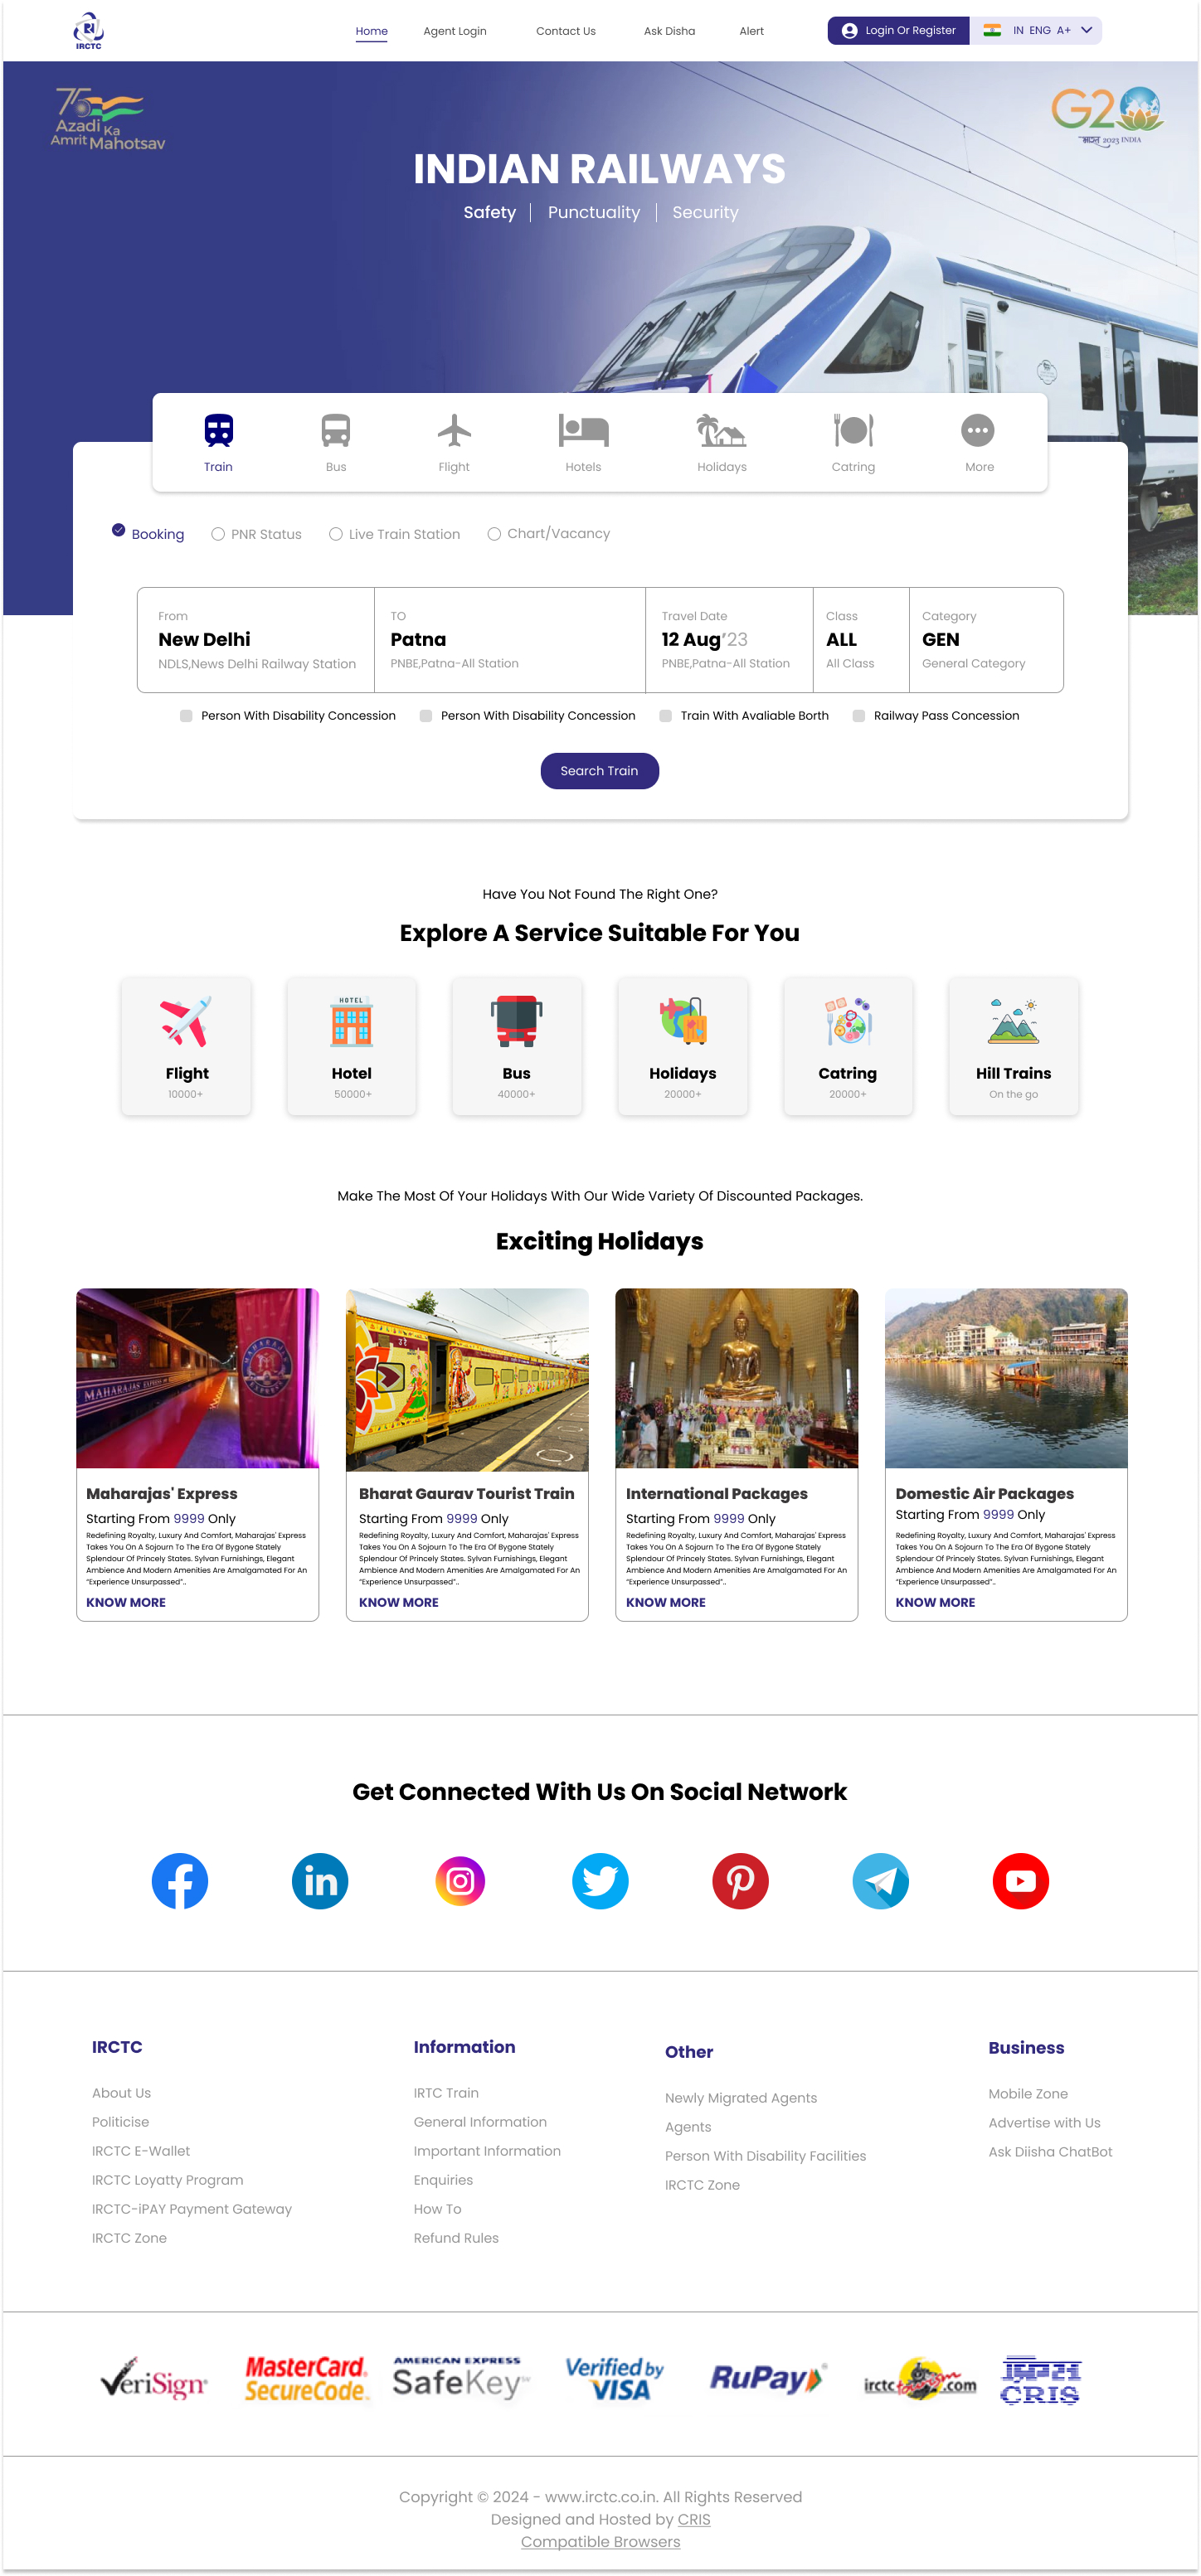 IRCTC
Home
Agent Login
Contact Us
Ask Disha
Alert
Login Or Register
IN ENG A+
75
Azadi Ka
Amrit Mahotsav
G20
भारत 2023 INDIA
INDIAN RAILWAYS
Safety | Punctuality | Security
Train
Bus
Flight
Hotels
Holidays
Catring
More
Booking
PNR Status
Live Train Station
Chart/Vacancy
From
New Delhi
NDLS,News Delhi Railway Station
TO
Patna
PNBE,Patna-All Station
Travel Date
12 Aug'23
PNBE,Patna-All Station
Class
ALL
All Class
Category
GEN
General Category
Person With Disability Concession
Person With Disability Concession
Train With Avaliable Borth
Railway Pass Concession
Search Train
Have You Not Found The Right One?
Explore A Service Suitable For You
Flight
10000+
HOTEL
Hotel
50000+
Bus
40000+
Holidays
20000+
Catring
20000+
Hill Trains
On the go
Make The Most Of Your Holidays With Our Wide Variety Of Discounted Packages.
Exciting Holidays
MAHARAJAS' EXPRESS
MAHARAJAS
EXPRESS
Maharajas' Express
Starting From 9999 Only
Redefining Royalty, Luxury And Comfort, Maharajas' Express
Takes You On A Sojourn To The Era Of Bygone Stately
Splendour Of Princely States. Sylvan Furnishings, Elegant
Ambience And Modern Amenities Are Amalgamated For An
"Experience Unsurpassed"..
KNOW MORE
Bharat Gaurav Tourist Train
Starting From 9999 Only
Redefining Royalty, Luxury And Comfort, Maharajas' Express
Takes You On A Sojourn To The Era Of Bygone Stately
Splendour Of Princely States. Sylvan Furnishings, Elegant
Ambience And Modern Amenities Are Amalgamated For An
"Experience Unsurpassed"..
KNOW MORE
International Packages
Starting From 9999 Only
Redefining Royalty, Luxury And Comfort, Maharajas' Express
Takes You On A Sojourn To The Era Of Bygone Stately
Splendour Of Princely States. Sylvan Furnishings, Elegant
Ambience And Modern Amenities Are Amalgamated For An
"Experience Unsurpassed"..
KNOW MORE
Domestic Air Packages
Starting From 9999 Only
Redefining Royalty, Luxury And Comfort, Maharajas' Express
Takes You On A Sojourn To The Era Of Bygone Stately
Splendour Of Princely States. Sylvan Furnishings, Elegant
Ambience And Modern Amenities Are Amalgamated For An
"Experience Unsurpassed"..
KNOW MORE
Get Connected With Us On Social Network
IRCTC
About Us
Politicise
IRCTC E-Wallet
IRCTC Loyatty Program
IRCTC-iPAY Payment Gateway
IRCTC Zone
Information
IRTC Train
General Information
Important Information
Enquiries
How To
Refund Rules
Other
Newly Migrated Agents
Agents
Person With Disability Facilities
IRCTC Zone
Business
Mobile Zone
Advertise with Us
Ask Diisha ChatBot
VeriSign
MasterCard.
SecureCode.
AMERICAN EXPRESS
SafeKey
Verified by
VISA
RuPay
irctc tourism .com
क्रिस
CRIS
Copyright © 2024 - www.irctc.co.in. All Rights Reserved
Designed and Hosted by CRIS
Compatible Browsers